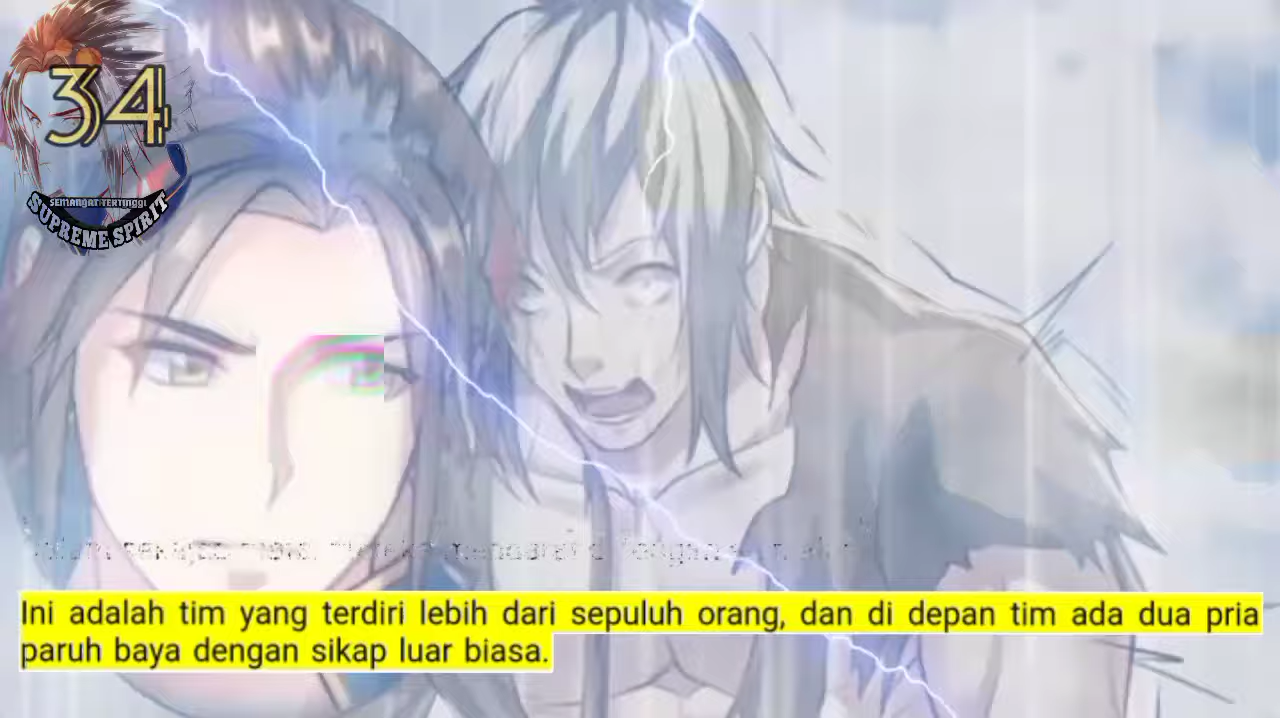 34
SEMANGAT TERTINGGI
SUPREME SPIRIT
Ini adalah tim yang terdiri lebih dari sepuluh orang, dan di depan tim ada dua pria
paruh baya dengan sikap luar biasa.